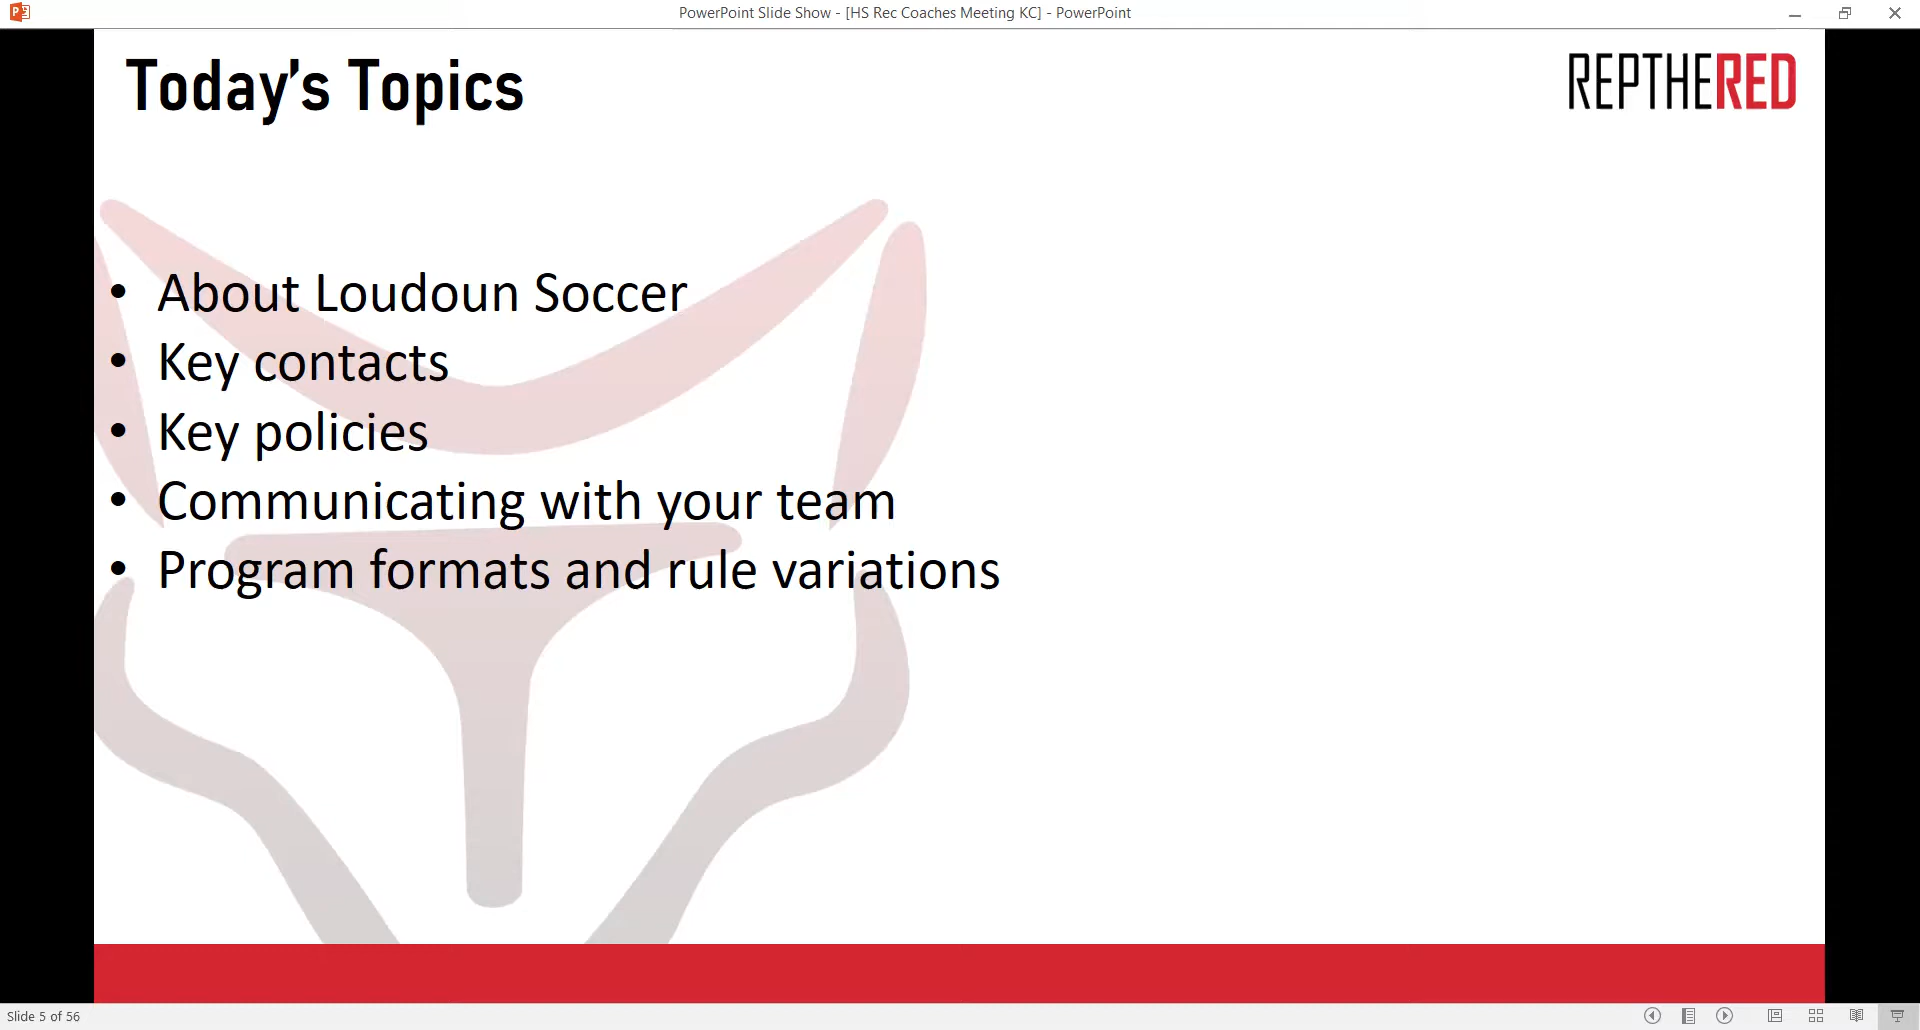 PowerPoint Slide Show - [HS Rec Coaches Meeting KC] - PowerPoint
Today’s Topics
REPTHERED
• About Loudoun Soccer
• Key contacts
• Key policies
• Communicating with your team
• Program formats and rule variations
Slide 5 of 56